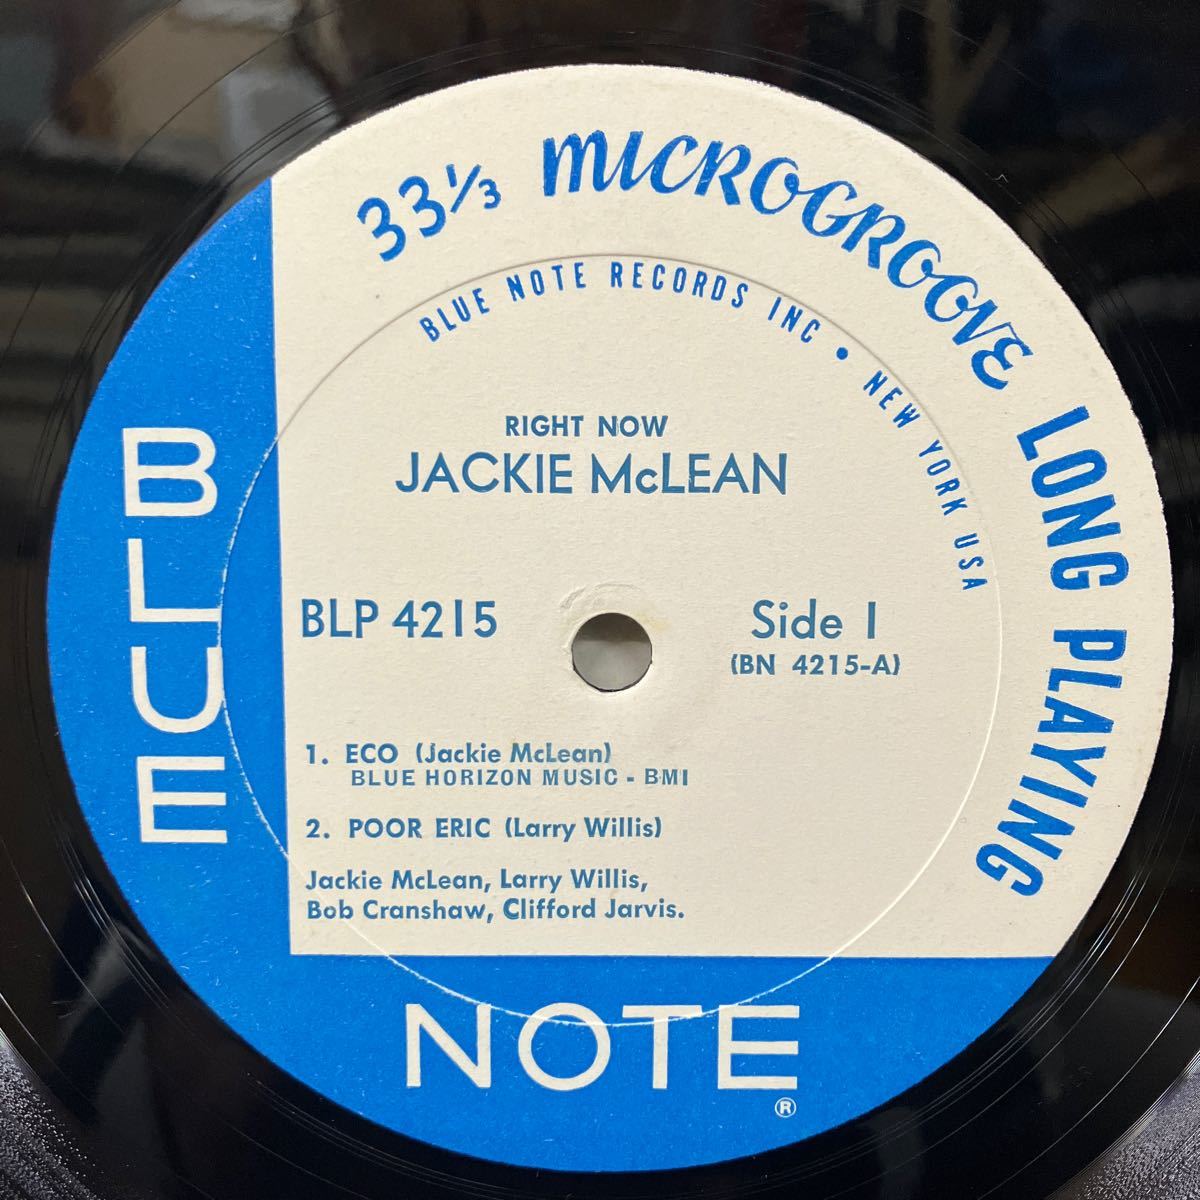 33⅓ MICROGROOVE LONG PLAYING
BLUE NOTE RECORDS INC • NEW YORK USA
RIGHT NOW
JACKIE McLEAN
BLP 4215
Side 1
(BN 4215-A)
1. ECO (Jackie McLean)
BLUE HORIZON MUSIC - BMI
2. POOR ERIC (Larry Willis)
Jackie McLean, Larry Willis,
Bob Cranshaw, Clifford Jarvis.
BLUE
NOTE
®